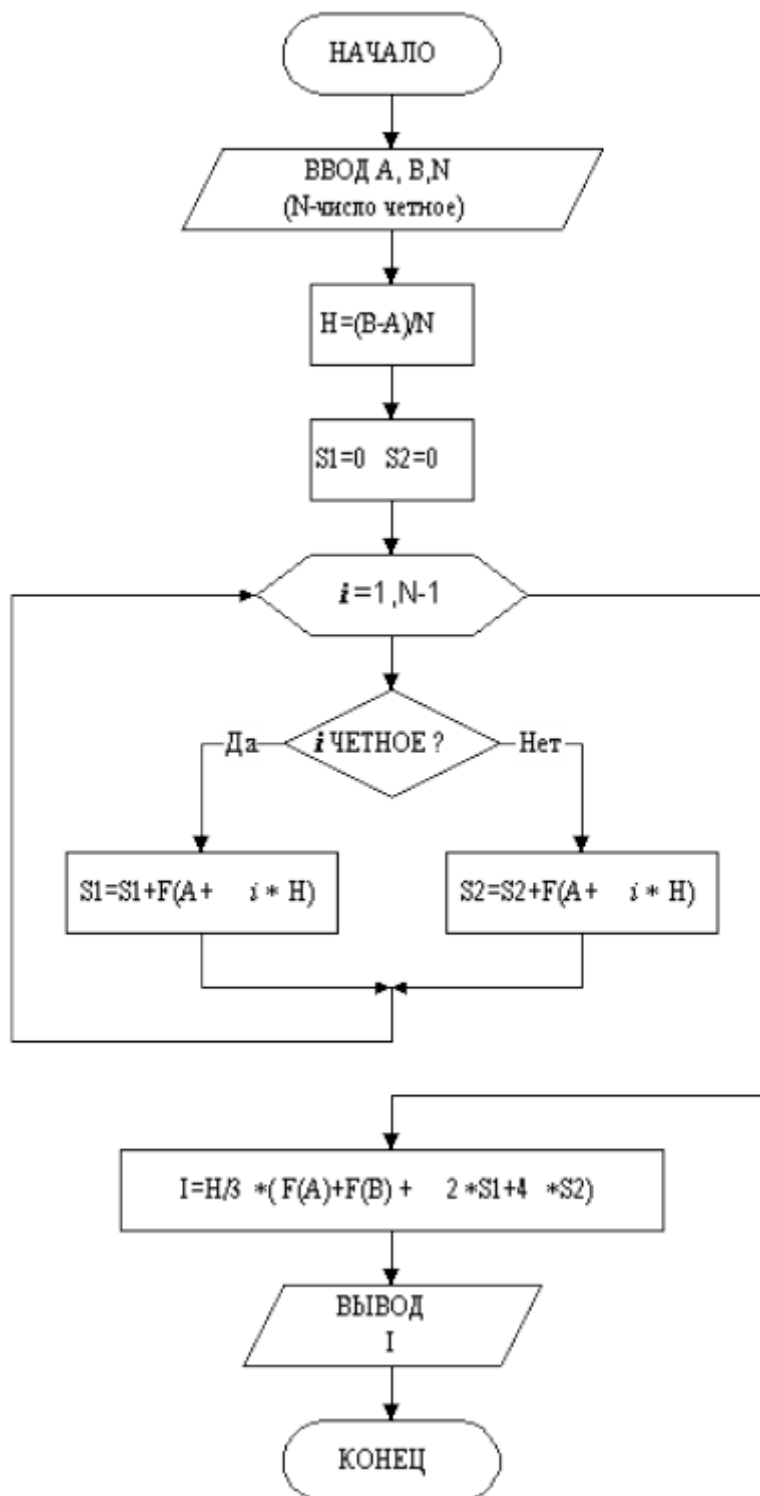 НАЧАЛО
ВВОД A, B,N
(N-число четное)
H=(B-A)/N
S1=0 S2=0
i=1,N-1
i ЧЕТНОЕ ?
Да
Нет
S1=S1+F(A+ i * H)
S2=S2+F(A+ i * H)
I=H/3 *( F(A)+F(B) + 2 *S1+4 *S2)
ВЫВОД
I
КОНЕЦ